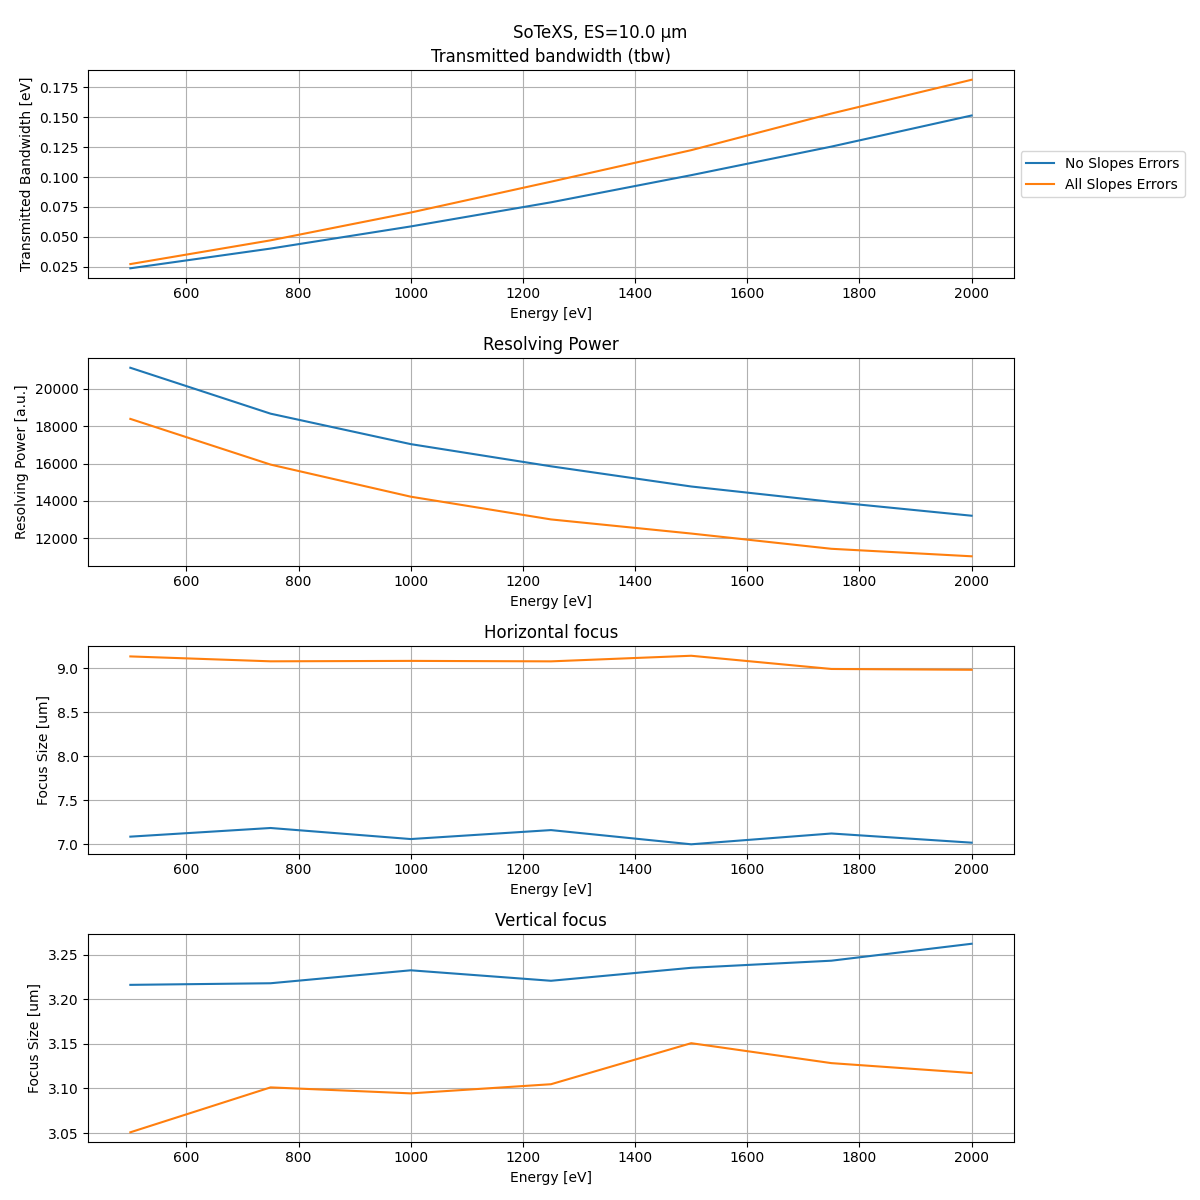 SoTeXS, ES=10.0 μm
Transmitted bandwidth (tbw)
Transmitted Bandwidth [eV]
0.175
0.150
0.125
0.100
0.075
0.050
0.025
600 800 1000 1200 1400 1600 1800 2000
Energy [eV]
No Slopes Errors
All Slopes Errors
Resolving Power
Resolving Power [a.u.]
20000
18000
16000
14000
12000
600 800 1000 1200 1400 1600 1800 2000
Energy [eV]
Horizontal focus
Focus Size [um]
9.0
8.5
8.0
7.5
7.0
600 800 1000 1200 1400 1600 1800 2000
Energy [eV]
Vertical focus
Focus Size [um]
3.25
3.20
3.15
3.10
3.05
600 800 1000 1200 1400 1600 1800 2000
Energy [eV]